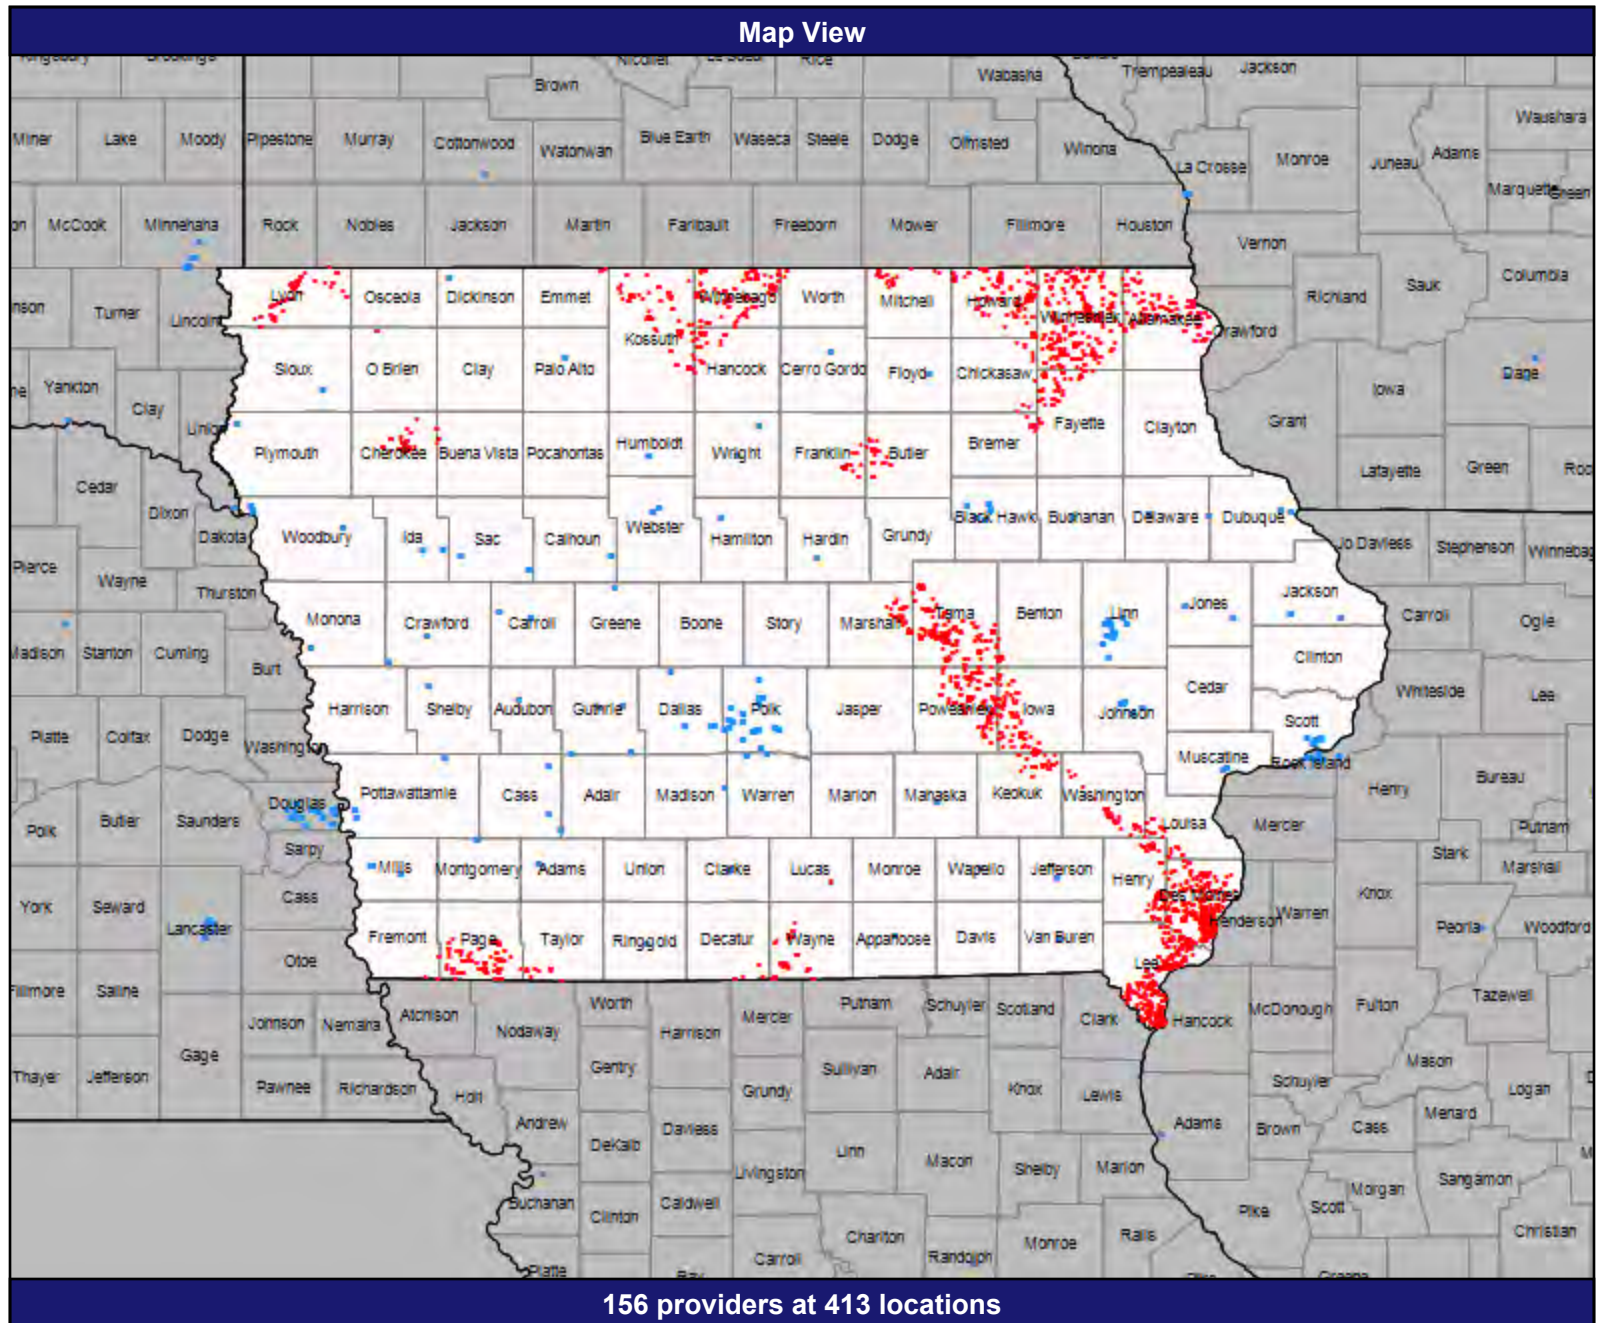 Map View
Brown
Wabasha
Trempealeau
Jackson
Miner
Lake
Moody
Pipestone
Murray
Cottonwood
Watonwan
Blue Earth
Waseca
Steele
Dodge
Olmsted
Winona
La Crosse
Monroe
Juneau
Adams
Waushara
Marquette
Green
McCook
Minnehaha
Rock
Nobles
Jackson
Martin
Faribault
Freeborn
Mower
Fillmore
Houston
Vernon
Columbia
Sauk
Richland
Turner
Lincoln
Lyon
Osceola
Dickinson
Emmet
Kossuth
Winnebago
Worth
Mitchell
Howard
Winneshiek
Allamakee
Crawford
Yankton
Clay
Union
Sioux
O Brien
Clay
Palo Alto
Hancock
Cerro Gordo
Floyd
Chickasaw
Fayette
Clayton
Grant
Iowa
Dane
Lafayette
Green
Cedar
Dixon
Dakota
Plymouth
Cherokee
Buena Vista
Pocahontas
Humboldt
Wright
Franklin
Butler
Bremer
Pierce
Wayne
Thurston
Woodbury
Ida
Sac
Calhoun
Webster
Hamilton
Hardin
Grundy
Black Hawk
Buchanan
Delaware
Dubuque
Jo Daviess
Stephenson
Madison
Stanton
Cuming
Burt
Monona
Crawford
Carroll
Greene
Boone
Story
Marshall
Tama
Benton
Linn
Jones
Jackson
Clinton
Carroll
Ogle
Platte
Colfax
Dodge
Washington
Harrison
Shelby
Audubon
Guthrie
Dallas
Polk
Jasper
Poweshiek
Iowa
Johnson
Cedar
Scott
Whiteside
Lee
Muscatine
Rock Island
Henry
Bureau
Polk
Butler
Saunders
Douglas
Sarpy
Pottawattamie
Cass
Adair
Madison
Warren
Marion
Mahaska
Keokuk
Washington
Louisa
Mercer
Putnam
Stark
Marshall
York
Seward
Lancaster
Cass
Otoe
Mills
Montgomery
Adams
Union
Clarke
Lucas
Monroe
Wapello
Jefferson
Henry
Des Moines
Henderson
Warren
Knox
Peoria
Woodford
Fremont
Page
Taylor
Ringgold
Decatur
Wayne
Appanoose
Davis
Van Buren
Lee
Fillmore
Saline
Johnson
Nemaha
Atchison
Nodaway
Worth
Harrison
Mercer
Putnam
Schuyler
Scotland
Clark
Hancock
McDonough
Fulton
Tazewell
Thayer
Jefferson
Gage
Pawnee
Richardson
Holt
Gentry
Grundy
Sullivan
Adair
Knox
Lewis
Adams
Schuyler
Brown
Mason
Logan
Menard
Cass
Andrew
DeKalb
Daviess
Livingston
Linn
Macon
Shelby
Marion
Pike
Scott
Morgan
Sangamon
Christian
Buchanan
Clinton
Caldwell
Carroll
Chariton
Randolph
Monroe
Ralls
Platte
156 providers at 413 locations